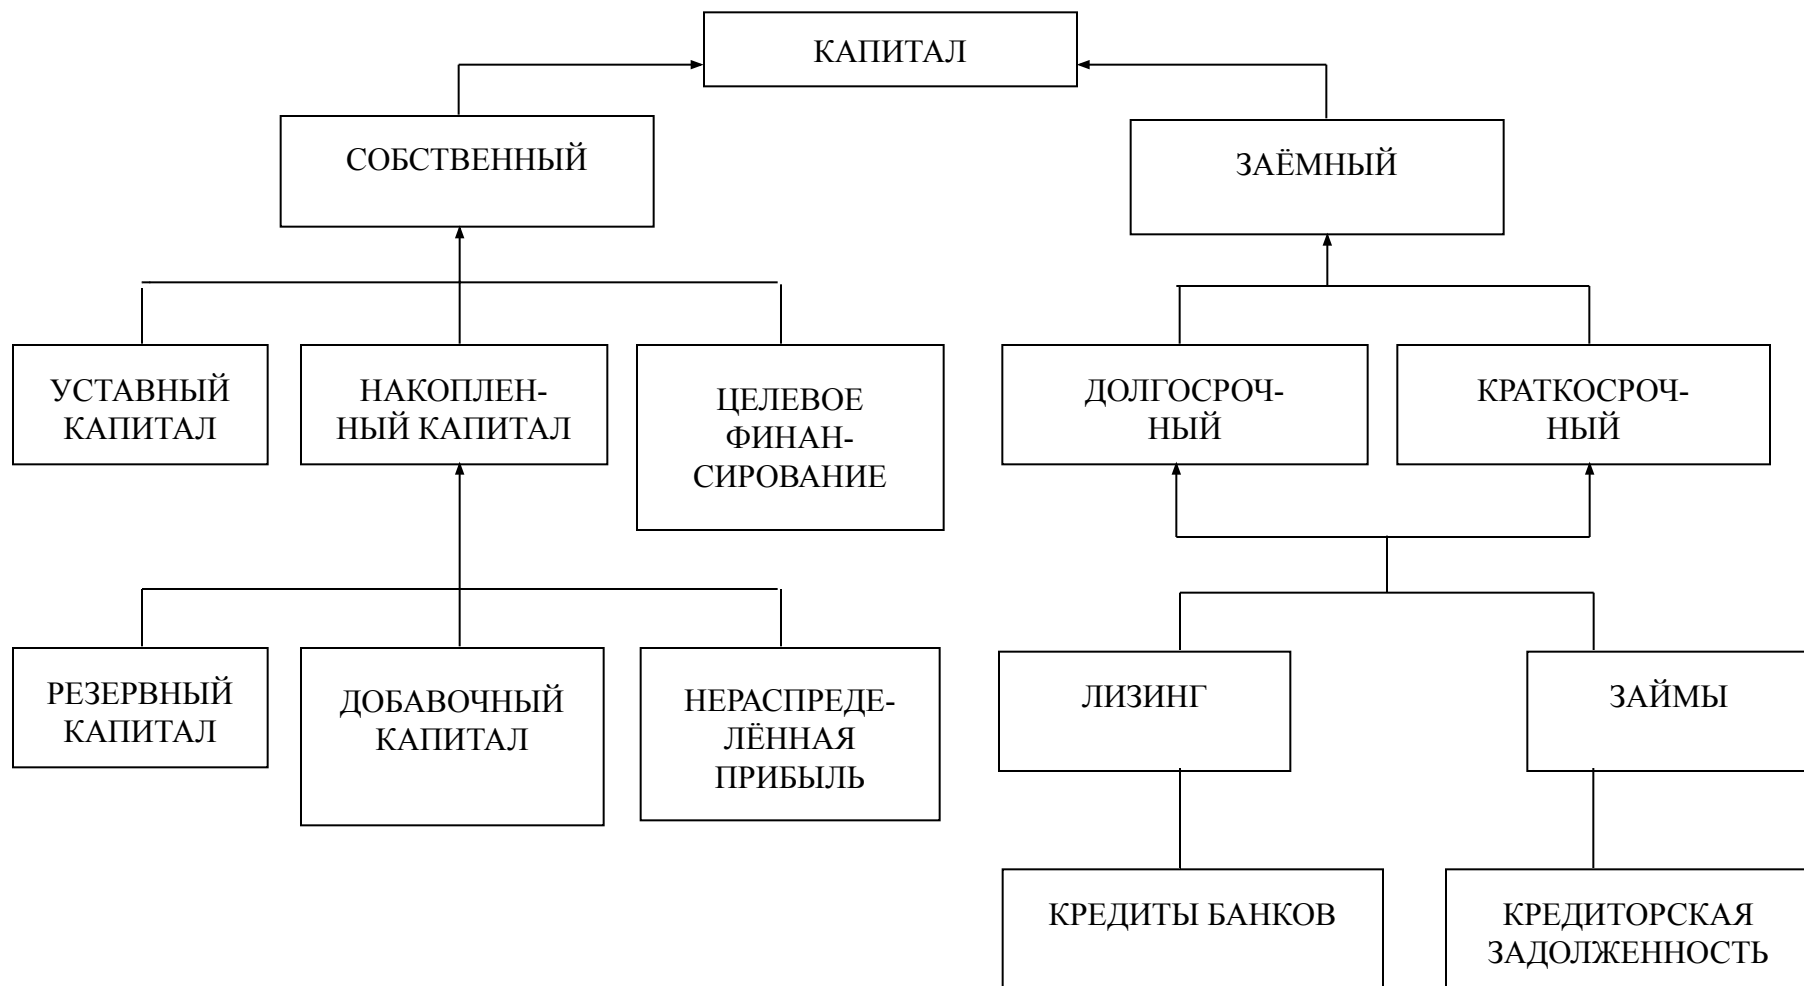 КАПИТАЛ
СОБСТВЕННЫЙ
ЗАЁМНЫЙ
УСТАВНЫЙ
КАПИТАЛ
НАКОПЛЕН-
НЫЙ КАПИТАЛ
ЦЕЛЕВОЕ
ФИНАН-
СИРОВАНИЕ
ДОЛГОСРОЧ-
НЫЙ
КРАТКОСРОЧ-
НЫЙ
РЕЗЕРВНЫЙ
КАПИТАЛ
ДОБАВОЧНЫЙ
КАПИТАЛ
НЕРАСПРЕДЕ-
ЛЁННАЯ
ПРИБЫЛЬ
ЛИЗИНГ
ЗАЙМЫ
КРЕДИТЫ БАНКОВ
КРЕДИТОРСКАЯ
ЗАДОЛЖЕННОСТЬ